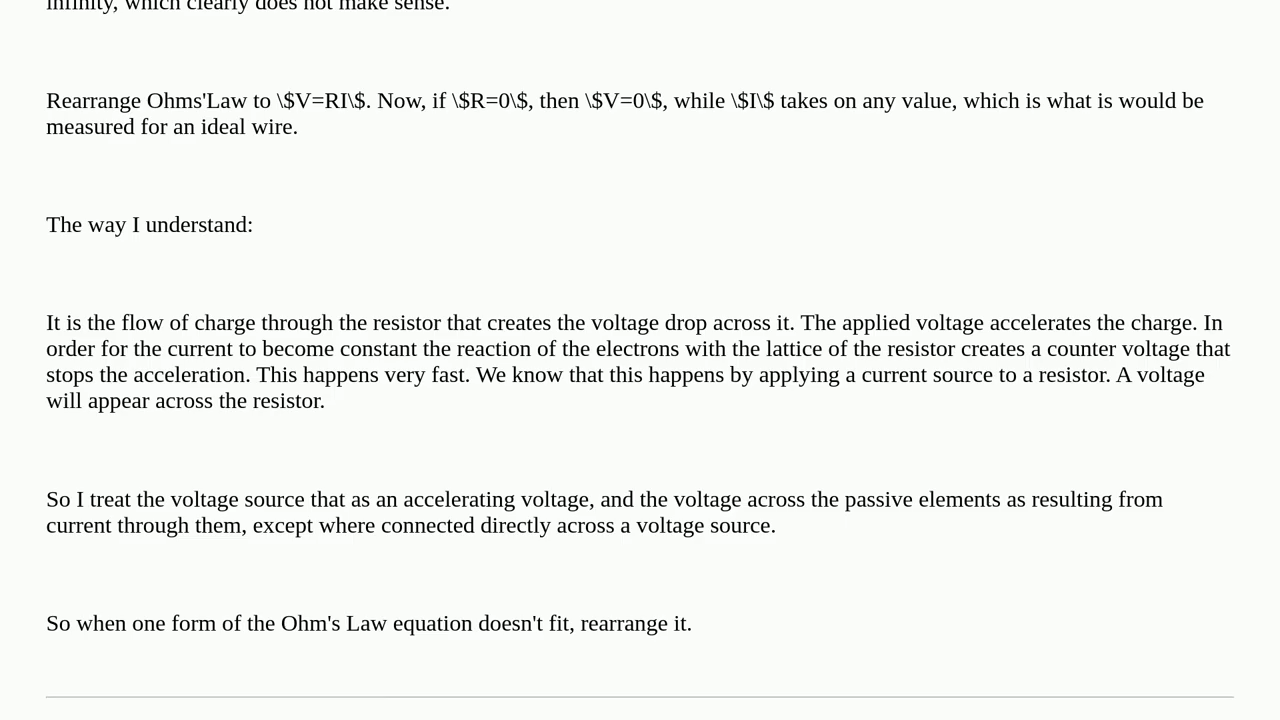 infinity, which clearly does not make sense.
Rearrange Ohms'Law to \$V=RI\$. Now, if \$R=0\$, then \$V=0\$, while \$I\$ takes on any value, which is what is would be
measured for an ideal wire.
The way I understand:
It is the flow of charge through the resistor that creates the voltage drop across it. The applied voltage accelerates the charge. In
order for the current to become constant the reaction of the electrons with the lattice of the resistor creates a counter voltage that
stops the acceleration. This happens very fast. We know that this happens by applying a current source to a resistor. A voltage
will appear across the resistor.
So I treat the voltage source that as an accelerating voltage, and the voltage across the passive elements as resulting from
current through them, except where connected directly across a voltage source.
So when one form of the Ohm's Law equation doesn't fit, rearrange it.